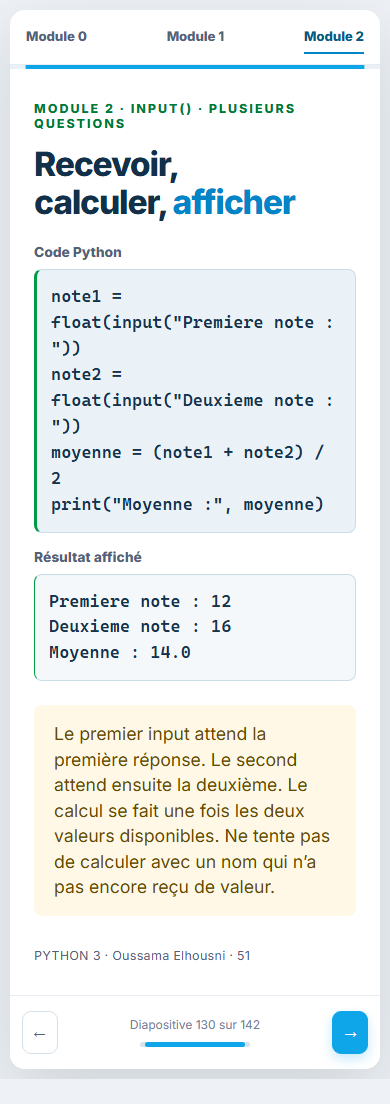 Module 0 Module 1 Module 2
MODULE 2 · INPUT() · PLUSIEURS
QUESTIONS
Recevoir,
calculer, afficher
Code Python
note1 =
float(input("Premiere note :
"))
note2 =
float(input("Deuxieme note :
"))
moyenne = (note1 + note2) /
2
print("Moyenne :", moyenne)
Résultat affiché
Premiere note : 12
Deuxieme note : 16
Moyenne : 14.0
Le premier input attend la
première réponse. Le second
attend ensuite la deuxième. Le
calcul se fait une fois les deux
valeurs disponibles. Ne tente pas
de calculer avec un nom qui n’a
pas encore reçu de valeur.
PYTHON 3 · Oussama Elhousni · 51
← Diapositive 130 sur 142 →